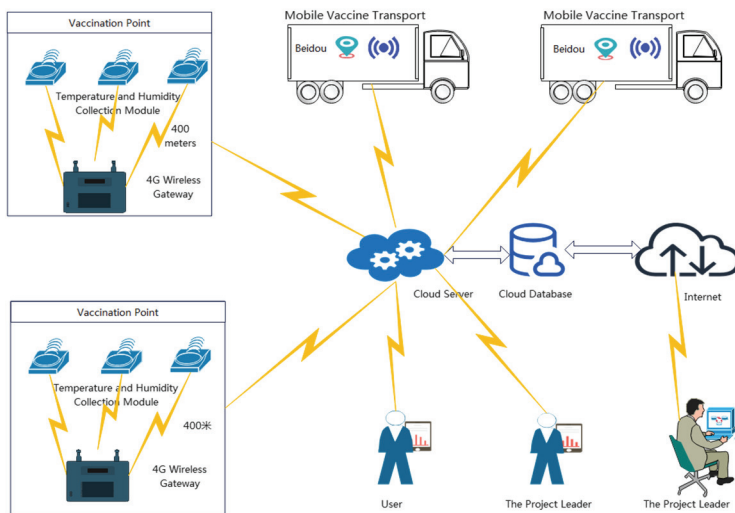 Vaccination Point
Temperature and Humidity
Collection Module
400
meters
4G Wireless
Gateway
Mobile Vaccine Transport
Beidou
Mobile Vaccine Transport
Beidou
Cloud Server
Cloud Database
Internet
Vaccination Point
Temperature and Humidity
Collection Module
400米
4G Wireless
Gateway
User
The Project Leader
The Project Leader